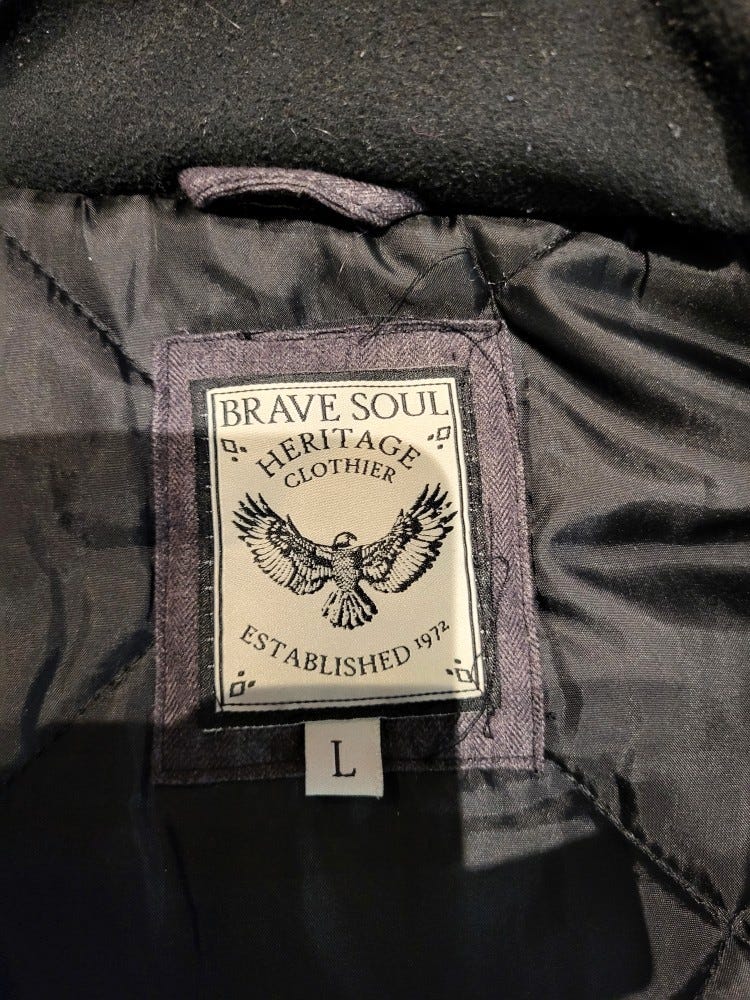 BRAVE SOUL
HERITAGE
CLOTHIER
ESTABLISHED 1972
L